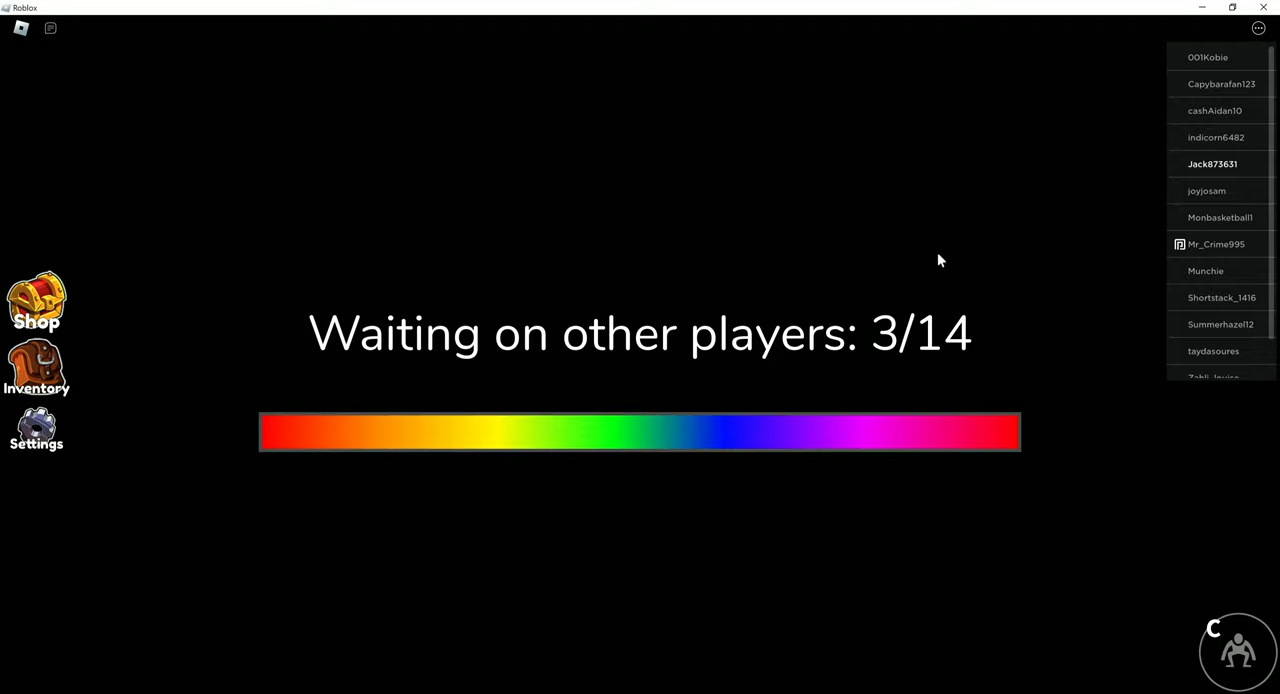 Roblox
001Kobie
Capybarafan123
cashAidan10
indicorn6482
Jack873631
joyjosam
Monbasketball1
Mr_Crime995
Munchie
Shortstack_1416
Summerhazel12
taydasoures
Shop
Inventory
Settings
Waiting on other players: 3/14
C